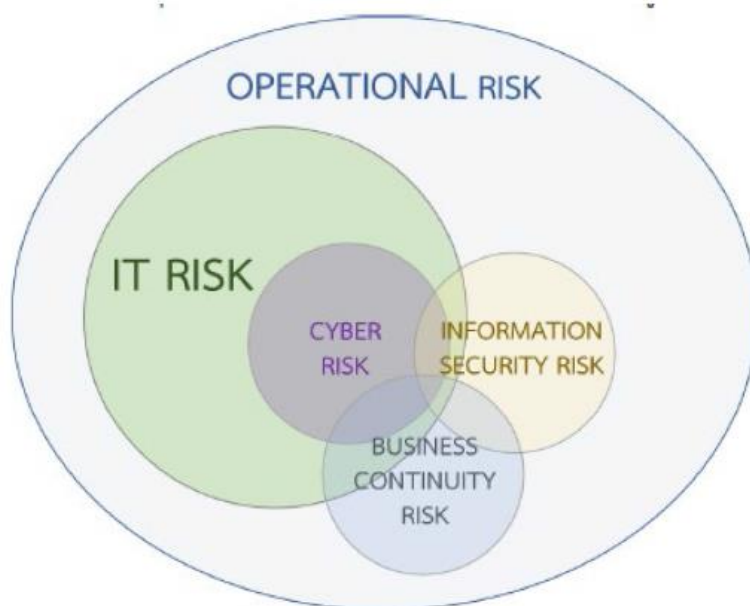 OPERATIONAL RISK
IT RISK
CYBER
RISK
INFORMATION
SECURITY RISK
BUSINESS
CONTINUITY
RISK